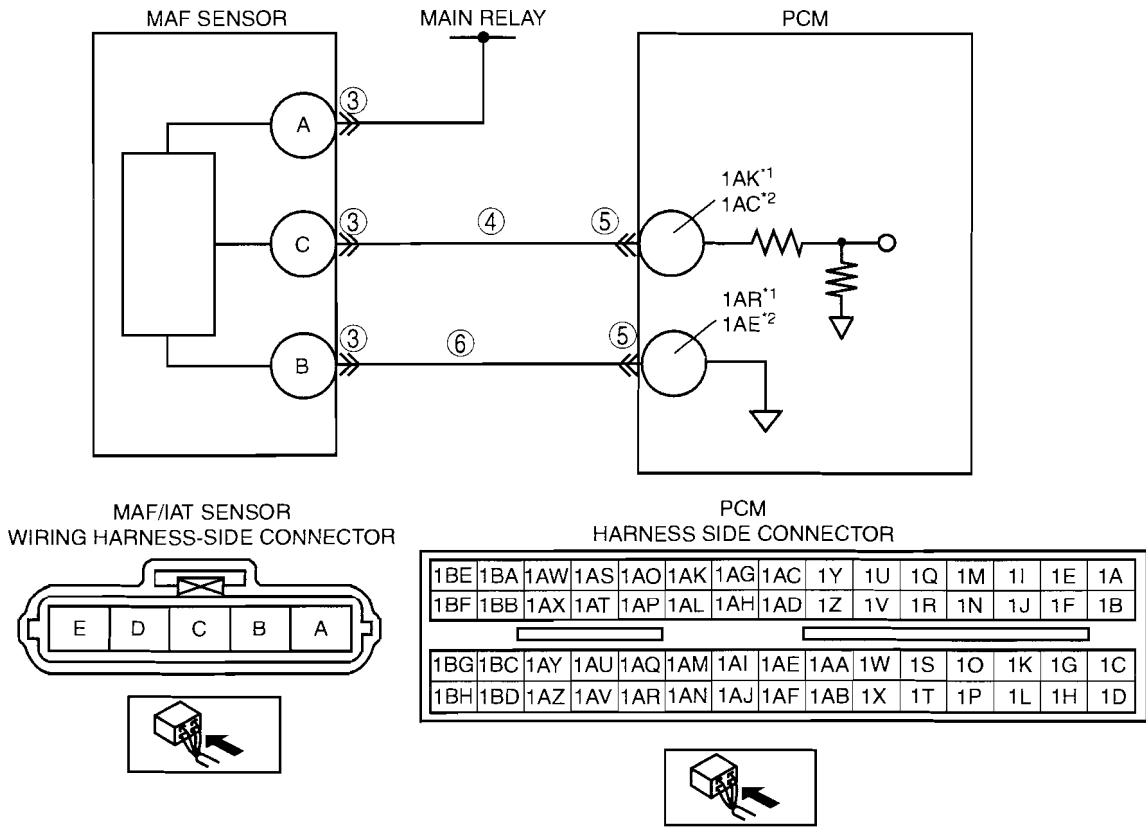 MAF SENSOR
MAIN RELAY
PCM
A
③
C
③
④
⑤
1AK*1
1AC*2
B
③
⑥
⑤
1AR*1
1AE*2
MAF/IAT SENSOR
WIRING HARNESS-SIDE CONNECTOR
E D C B A
PCM
HARNESS SIDE CONNECTOR
1BE 1BA 1AW 1AS 1AO 1AK 1AG 1AC 1Y 1U 1Q 1M 1I 1E 1A
1BF 1BB 1AX 1AT 1AP 1AL 1AH 1AD 1Z 1V 1R 1N 1J 1F 1B
1BG 1BC 1AY 1AU 1AQ 1AM 1AI 1AE 1AA 1W 1S 1O 1K 1G 1C
1BH 1BD 1AZ 1AV 1AR 1AN 1AJ 1AF 1AB 1X 1T 1P 1L 1H 1D